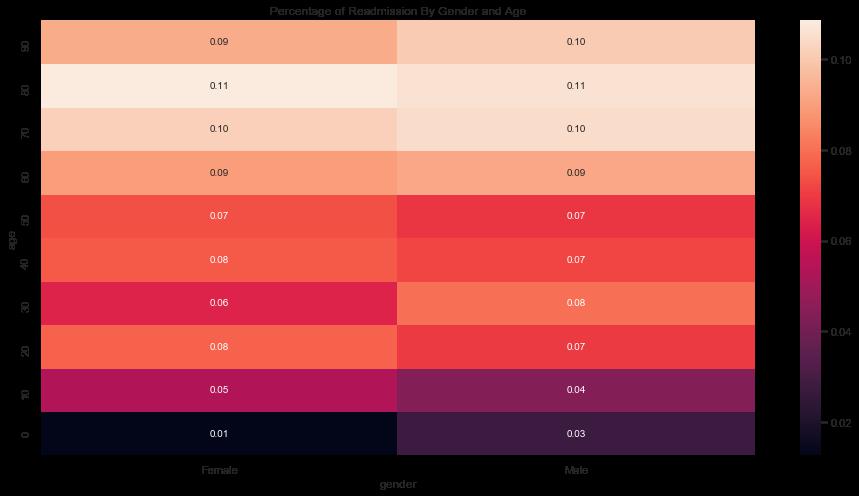 Percentage of Readmission By Gender and Age
90 0.09 0.10
80 0.11 0.11
70 0.10 0.10
60 0.09 0.09
50 0.07 0.07
40 0.08 0.07
30 0.06 0.08
20 0.08 0.07
10 0.05 0.04
0 0.01 0.03
age
Female Male
gender
0.10
0.08
0.06
0.04
0.02